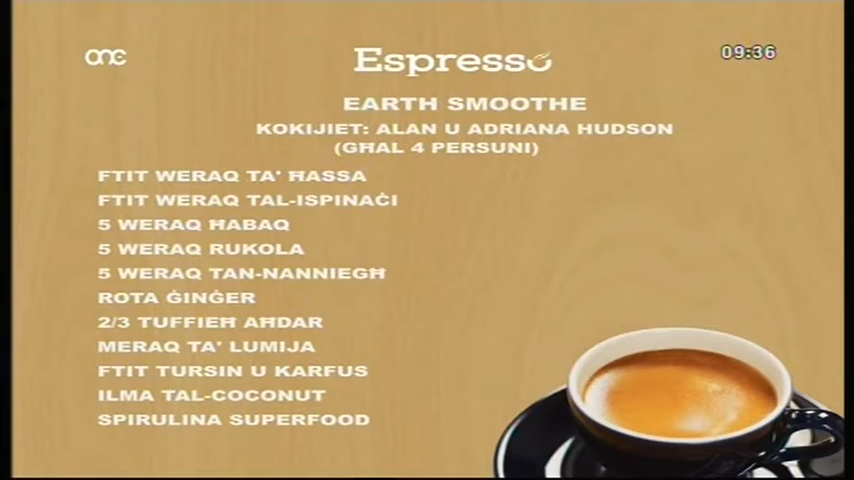 one
Espresso
09:36
EARTH SMOOTHE
KOKIJIET: ALAN U ADRIANA HUDSON
(GĦAL 4 PERSUNI)
FTIT WERAQ TA' ĦASSA
FTIT WERAQ TAL-ISPINAĊI
5 WERAQ ĦABAQ
5 WERAQ RUKOLA
5 WERAQ TAN-NANNIEGĦ
ROTA ĠINĠER
2/3 TUFFIEĦ AĦDAR
MERAQ TA' LUMIJA
FTIT TURSIN U KARFUS
ILMA TAL-COCONUT
SPIRULINA SUPERFOOD